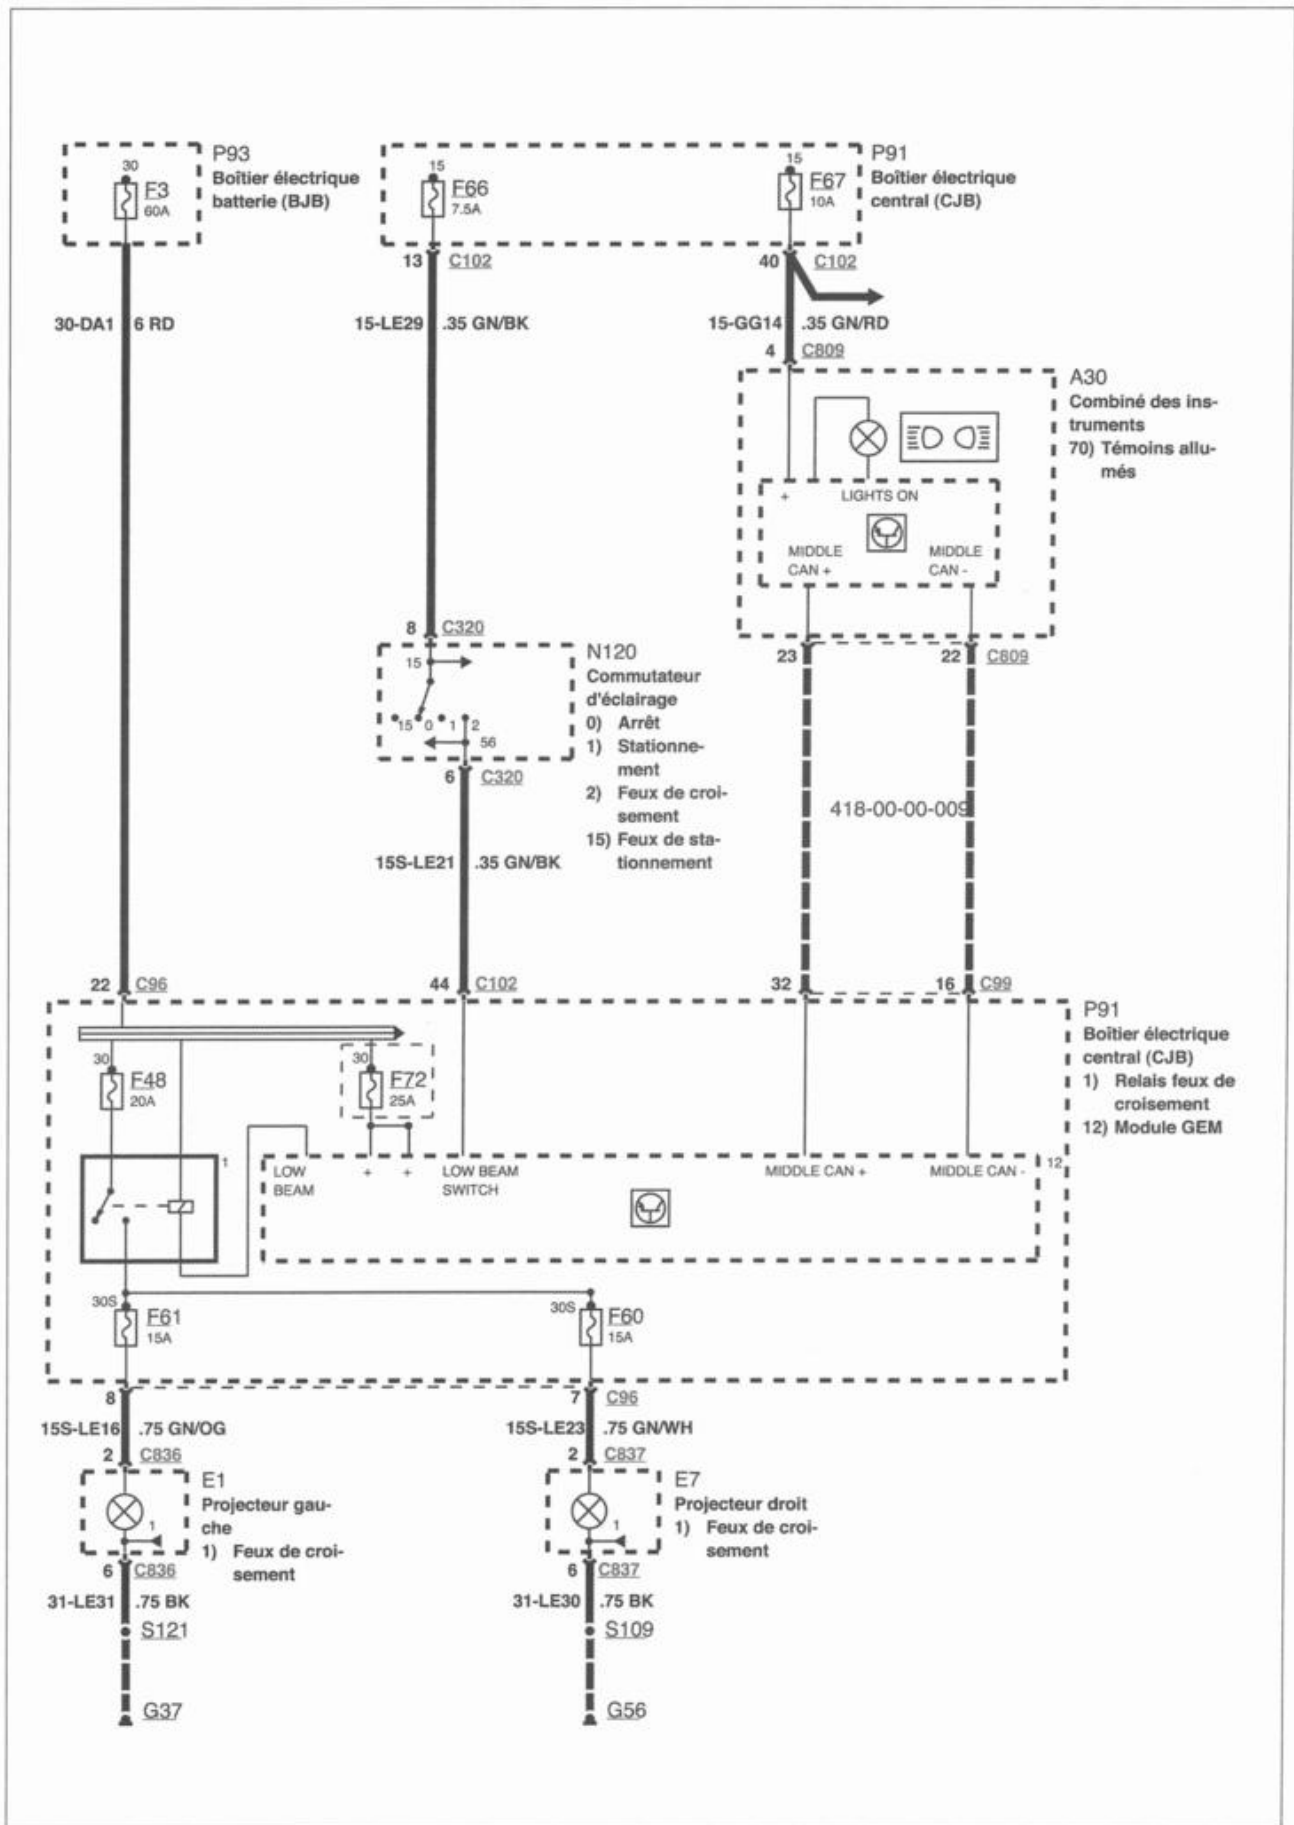 P93
Boîtier électrique
batterie (BJB)
30
F3
60A
P91
Boîtier électrique
central (CJB)
15
F66
7.5A
15
F67
10A
13 C102
40 C102
30-DA1 6 RD
15-LE29 .35 GN/BK
15-GG14 .35 GN/RD
4 C809
A30
Combiné des ins-
truments
70) Témoins allu-
més
+
LIGHTS ON
MIDDLE
CAN +
MIDDLE
CAN -
8 C320
23
22 C809
N120
Commutateur
d'éclairage
0) Arrêt
1) Stationne-
ment
2) Feux de croi-
sement
15) Feux de sta-
tionnement
15
15 0 1 2
56
6 C320
418-00-00-009
15S-LE21 .35 GN/BK
22 C96
44 C102
32
16 C99
P91
Boîtier électrique
central (CJB)
1) Relais feux de
croisement
12) Module GEM
30
F48
20A
30
F72
25A
1
LOW
BEAM
+ +
LOW BEAM
SWITCH
MIDDLE CAN +
MIDDLE CAN -
12
30S
F61
15A
30S
F60
15A
8
7 C96
15S-LE16 .75 GN/OG
15S-LE23 .75 GN/WH
2 C836
2 C837
E1
Projecteur gau-
che
1) Feux de croi-
sement
1
E7
Projecteur droit
1) Feux de croi-
sement
1
6 C836
6 C837
31-LE31 .75 BK
31-LE30 .75 BK
S121
S109
G37
G56